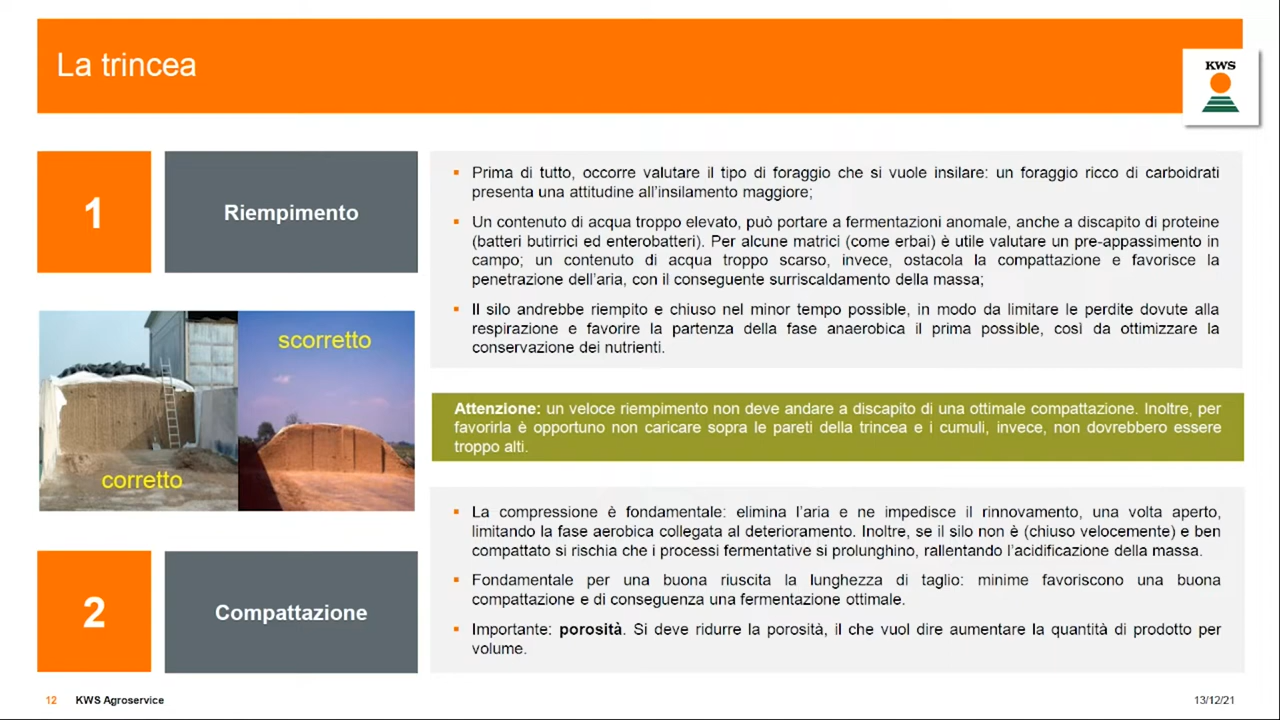 La trincea
KWS
1
Riempimento
▪ Prima di tutto, occorre valutare il tipo di foraggio che si vuole insilare: un foraggio ricco di carboidrati
presenta una attitudine all’insilamento maggiore;
▪ Un contenuto di acqua troppo elevato, può portare a fermentazioni anomale, anche a discapito di proteine
(batteri butirrici ed enterobatteri). Per alcune matrici (come erbai) è utile valutare un pre-appassimento in
campo; un contenuto di acqua troppo scarso, invece, ostacola la compattazione e favorisce la
penetrazione dell’aria, con il conseguente surriscaldamento della massa;
▪ Il silo andrebbe riempito e chiuso nel minor tempo possibile, in modo da limitare le perdite dovute alla
respirazione e favorire la partenza della fase anaerobica il prima possibile, così da ottimizzare la
conservazione dei nutrienti.
scorretto
corretto
Attenzione: un veloce riempimento non deve andare a discapito di una ottimale compattazione. Inoltre, per
favorirla è opportuno non caricare sopra le pareti della trincea e i cumuli, invece, non dovrebbero essere
troppo alti.
2
Compattazione
▪ La compressione è fondamentale: elimina l’aria e ne impedisce il rinnovamento, una volta aperto,
limitando la fase aerobica collegata al deterioramento. Inoltre, se il silo non è (chiuso velocemente) e ben
compattato si rischia che i processi fermentative si prolunghino, rallentando l’acidificazione della massa.
▪ Fondamentale per una buona riuscita la lunghezza di taglio: minime favoriscono una buona
compattazione e di conseguenza una fermentazione ottimale.
▪ Importante: porosità. Si deve ridurre la porosità, il che vuol dire aumentare la quantità di prodotto per
volume.
12 KWS Agroservice
13/12/21